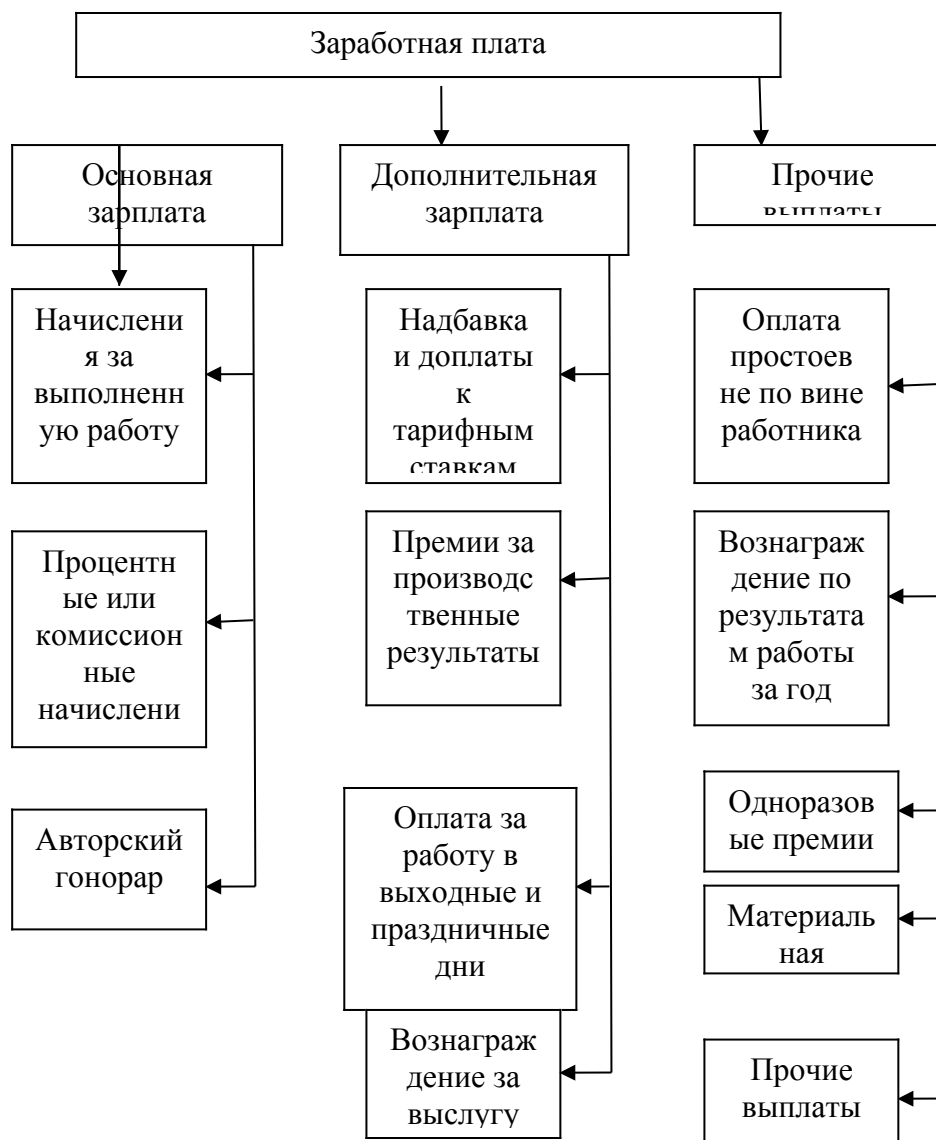 Заработная плата
Основная
зарплата
Дополнительная
зарплата
Прочие
выплаты
Начислени
я за
выполненн
ую работу
Надбавка
и доплаты
к
тарифным
ставкам
Оплата
простоев
не по вине
работника
Процентн
ые или
комиссион
ные
начислени
Премии за
производс
твенные
результаты
Вознаграж
дение по
результата
м работы
за год
Авторский
гонорар
Оплата за
работу в
выходные и
праздничные
дни
Одноразов
ые премии
Материаль
ная
Вознаграж
дение за
выслугу
Прочие
выплаты